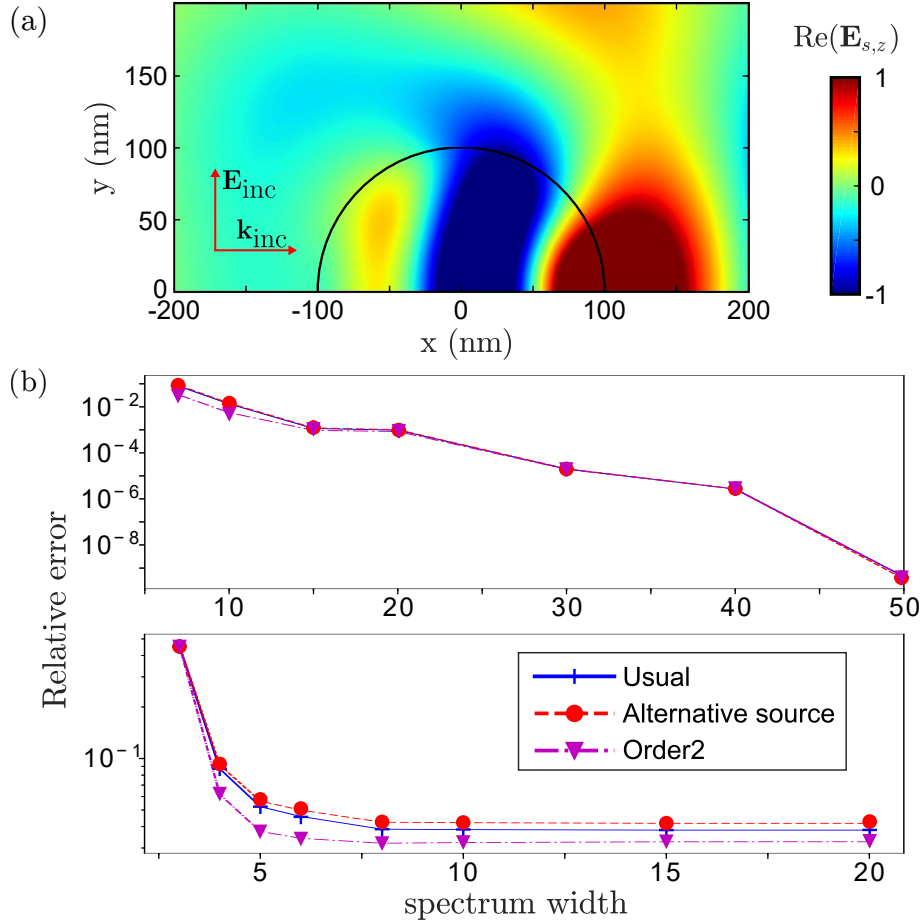 (a)
Re(E_{s,z})
y (nm)
150
100
50
0
E_inc
k_inc
-200
-100
0
100
200
x (nm)
1
0
-1
(b)
Relative error
10^{-2}
10^{-4}
10^{-6}
10^{-8}
10
20
30
40
50
10^{-1}
Usual
Alternative source
Order2
5
10
15
20
spectrum width